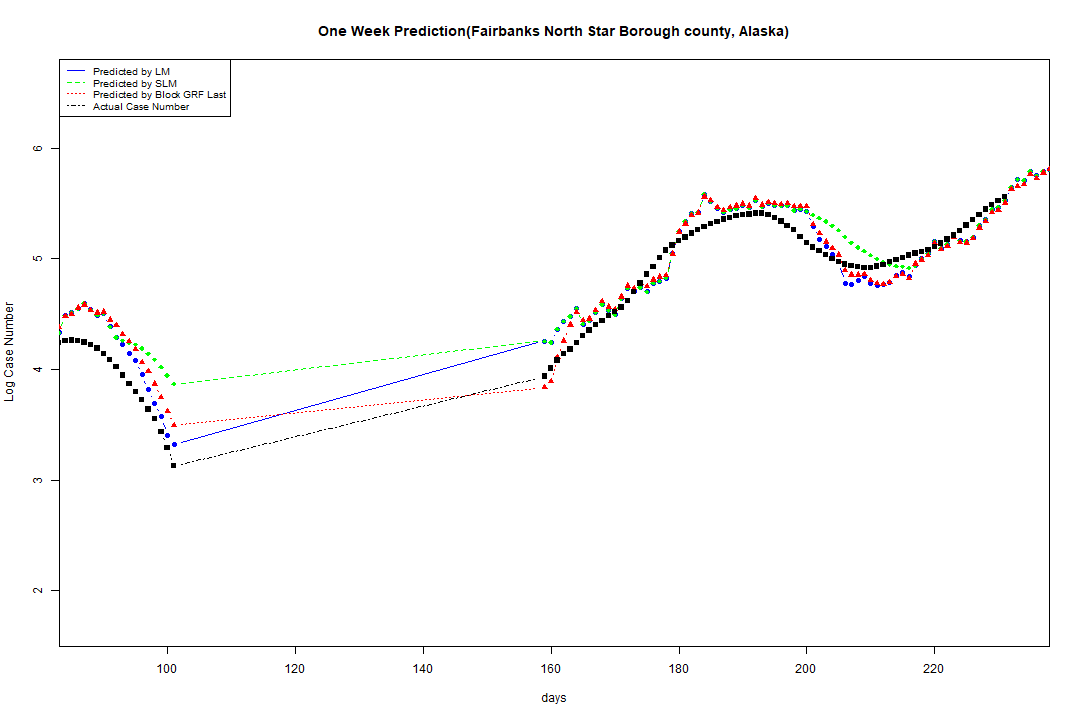 One Week Prediction(Fairbanks North Star Borough county, Alaska)
Predicted by LM
Predicted by SLM
Predicted by Block GRF Last
Actual Case Number
6
5
4
3
2
Log Case Number
100 120 140 160 180 200 220
days